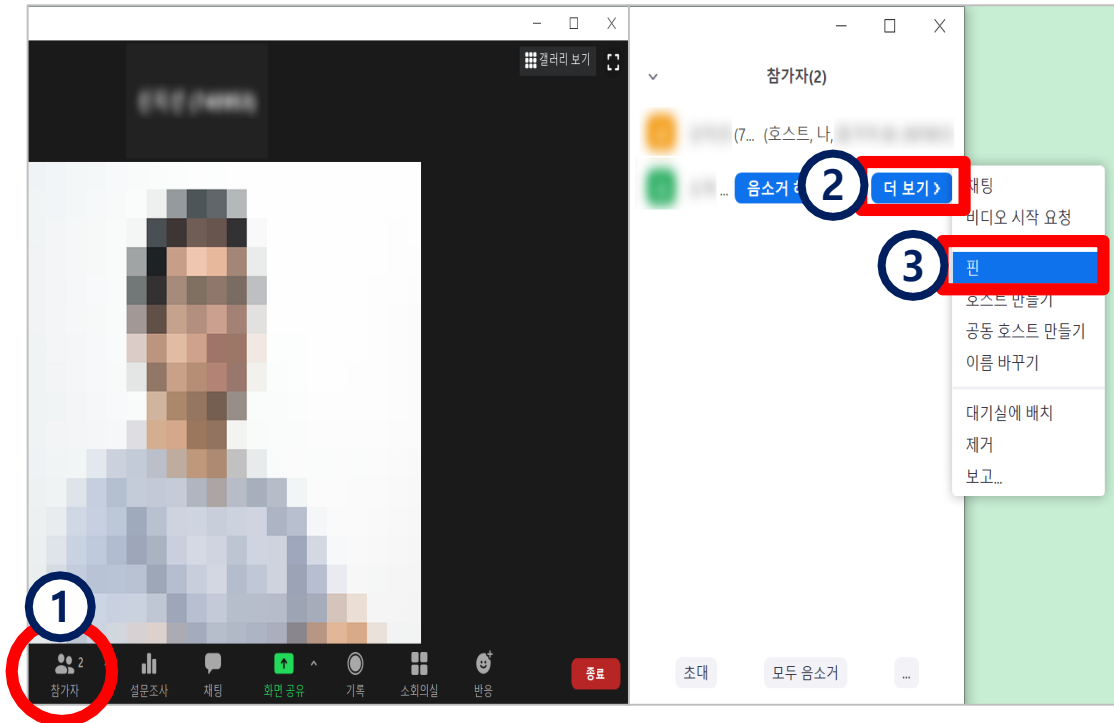 갤러리 보기
참가자(2)
(7... (호스트, 나,
... 음소거 ㅎ
2
더 보기 >
채팅
비디오 시작 요청
3
핀
호스트 만들기
공동 호스트 만들기
이름 바꾸기
대기실에 배치
제거
보고...
1
2
참가자
설문조사
채팅
화면 공유
기록
소회의실
반응
종료
초대
모두 음소거
...